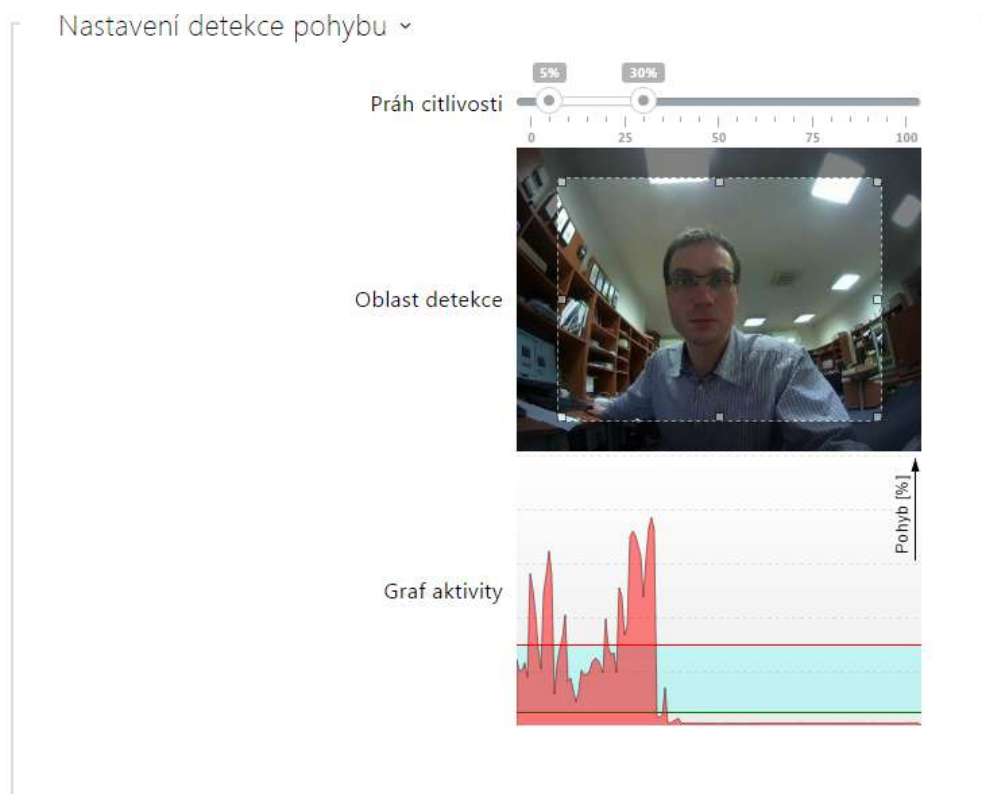 Nastavení detekce pohybu
5% 30%
Práh citlivosti
0 25 50 75 100
Oblast detekce
Pohyb [%]
Graf aktivity